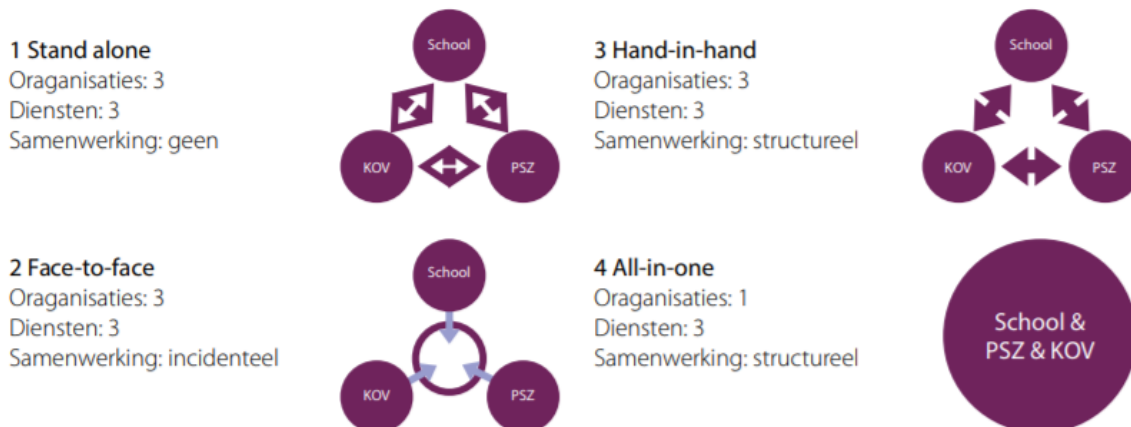 1 Stand alone
Oraganisaties: 3
Diensten: 3
Samenwerking: geen
School
KOV
PSZ
3 Hand-in-hand
Oraganisaties: 3
Diensten: 3
Samenwerking: structureel
School
KOV
PSZ
2 Face-to-face
Oraganisaties: 3
Diensten: 3
Samenwerking: incidenteel
School
KOV
PSZ
4 All-in-one
Oraganisaties: 1
Diensten: 3
Samenwerking: structureel
School &
PSZ & KOV